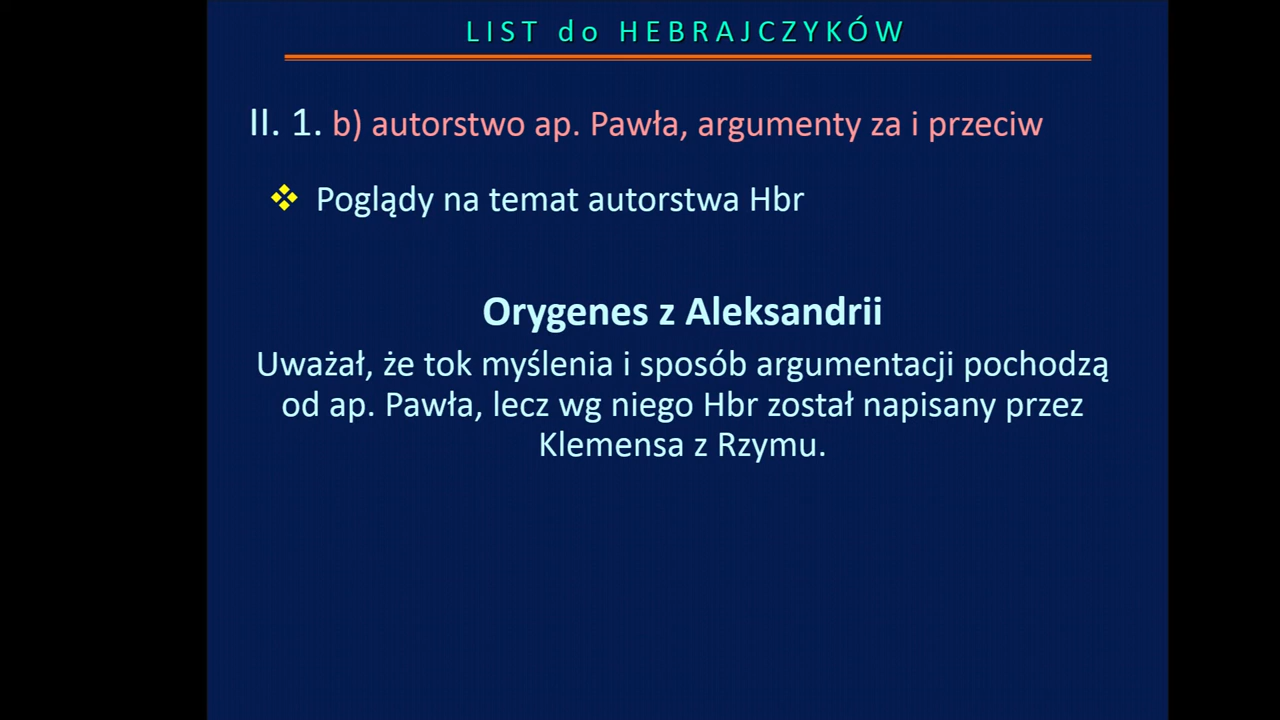 LIST do HEBRAJCZYKÓW
II. 1. b) autorstwo ap. Pawła, argumenty za i przeciw
Poglądy na temat autorstwa Hbr
Orygenes z Aleksandrii
Uważał, że tok myślenia i sposób argumentacji pochodzą
od ap. Pawła, lecz wg niego Hbr został napisany przez
Klemensa z Rzymu.